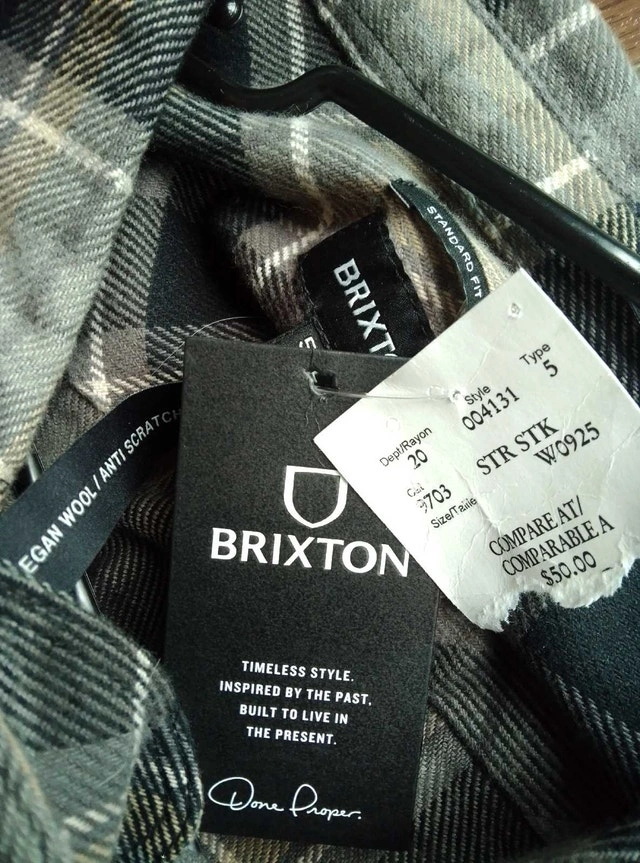 STANDARD FIT
BRIXT
EGAN WOOL / ANTI SCRATCH
BRIXTON
TIMELESS STYLE.
INSPIRED BY THE PAST,
BUILT TO LIVE IN
THE PRESENT.
Done Proper.
Dept/Rayon Style Type
20 004131 5
Cat STR STK
9703 W0925
Size/Taille
COMPARE AT/
COMPARABLE A
$50.00